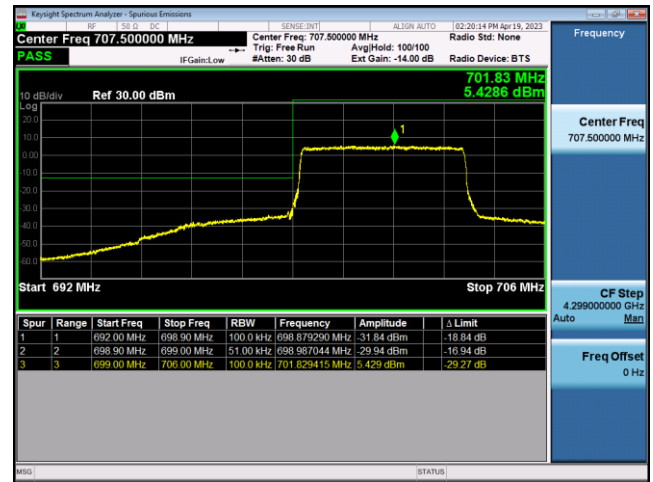 Keysight Spectrum Analyzer - Spurious Emissions
RF 50 Ω DC SENSE:INT ALIGN AUTO 02:20:14 PM Apr 19, 2023
Center Freq 707.500000 MHz
Center Freq: 707.500000 MHz Radio Std: None
Trig: Free Run Avg|Hold: 100/100
PASS IFGain:Low #Atten: 30 dB Ext Gain: -14.00 dB Radio Device: BTS
Frequency
701.83 MHz
5.4286 dBm
10 dB/div Ref 30.00 dBm
Log
20.0
10.0
0.00
-10.0
-20.0
-30.0
-40.0
-50.0
-60.0
1
Start 692 MHz Stop 706 MHz
Center Freq
707.500000 MHz
CF Step
4.299000000 GHz
Auto Man
Freq Offset
0 Hz
Spur Range Start Freq Stop Freq RBW Frequency Amplitude Δ Limit
1 1 692.00 MHz 698.90 MHz 100.0 kHz 698.879290 MHz -31.84 dBm -18.84 dB
2 2 698.90 MHz 699.00 MHz 51.00 kHz 698.987044 MHz -29.94 dBm -16.94 dB
3 3 699.00 MHz 706.00 MHz 100.0 kHz 701.829415 MHz 5.429 dBm -29.27 dB
MSG STATUS